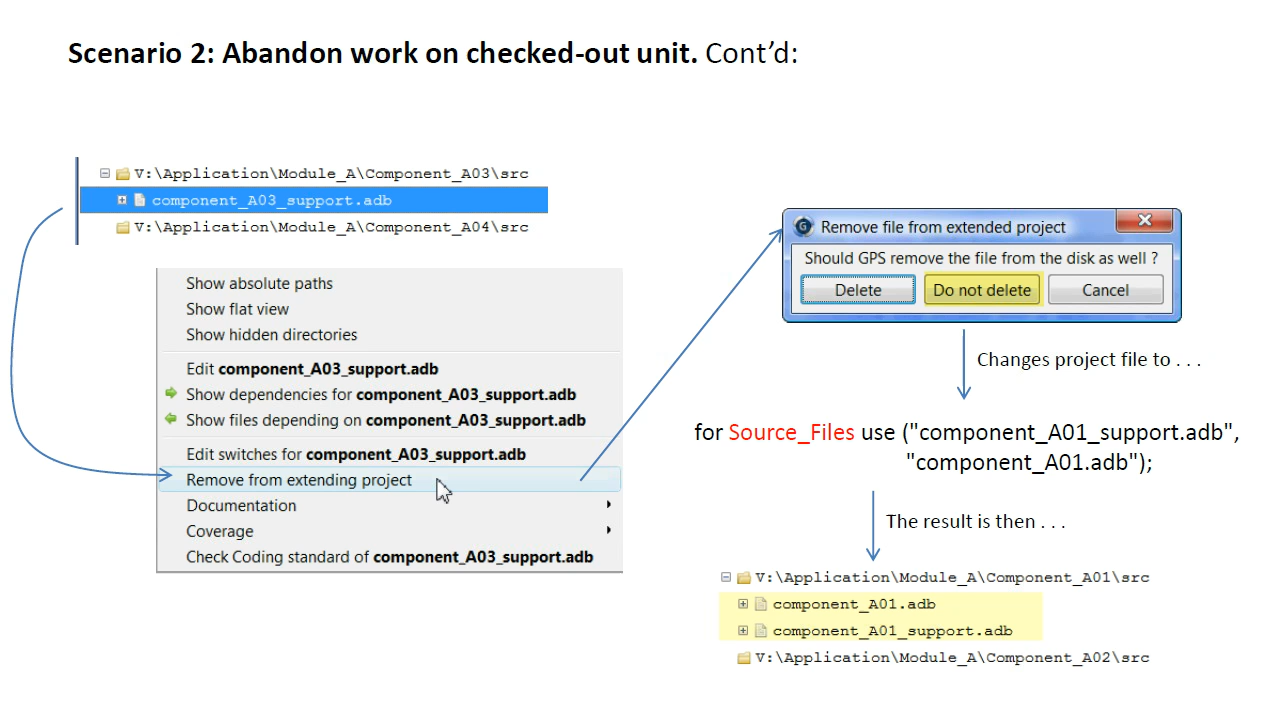 Scenario 2: Abandon work on checked-out unit. Cont’d:
V:\Application\Module_A\Component_A03\src
component_A03_support.adb
V:\Application\Module_A\Component_A04\src
Show absolute paths
Show flat view
Show hidden directories
Edit component_A03_support.adb
Show dependencies for component_A03_support.adb
Show files depending on component_A03_support.adb
Edit switches for component_A03_support.adb
Remove from extending project
Documentation
Coverage
Check Coding standard of component_A03_support.adb
Remove file from extended project
Should GPS remove the file from the disk as well ?
Delete
Do not delete
Cancel
Changes project file to . . .
for Source_Files use ("component_A01_support.adb",
"component_A01.adb");
The result is then . . .
V:\Application\Module_A\Component_A01\src
component_A01.adb
component_A01_support.adb
V:\Application\Module_A\Component_A02\src